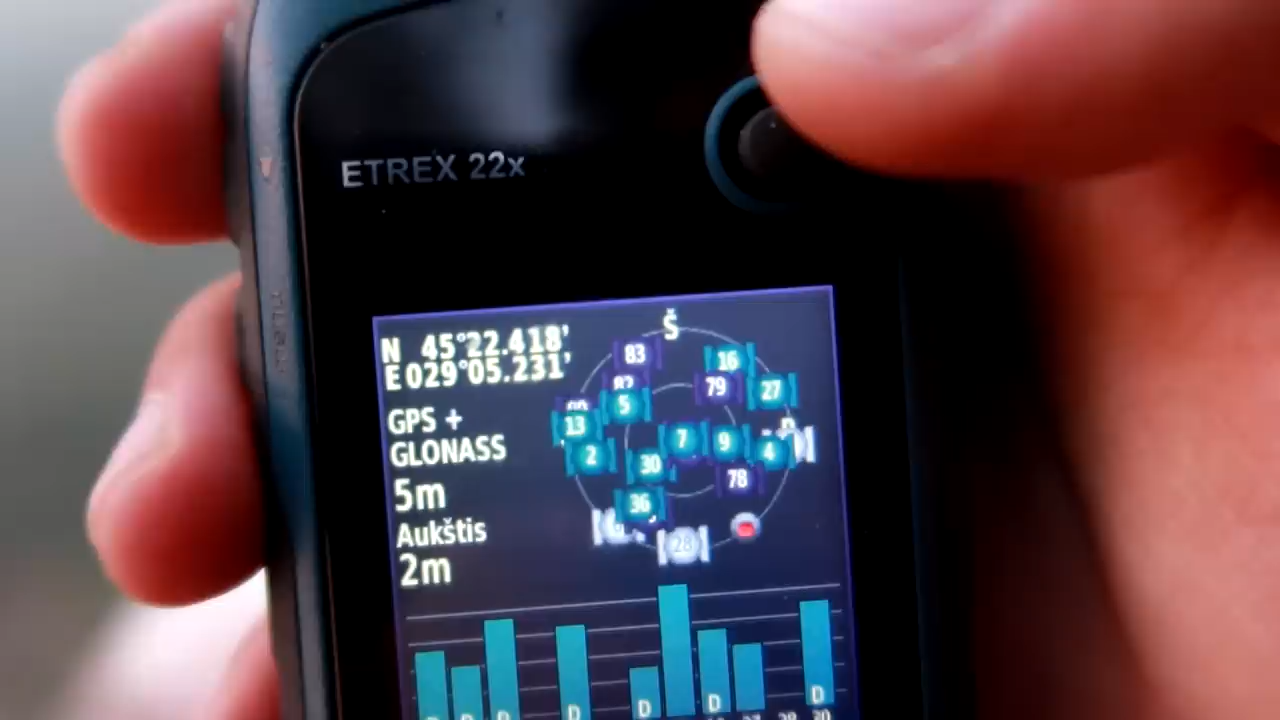 ETREX 22x
N 45°22.418'
E 029°05.231'
GPS +
GLONASS
5m
Aukštis
2m
Š
83
16
79
27
5
13
7
9
4
2
30
78
36
28
D
D
D
30